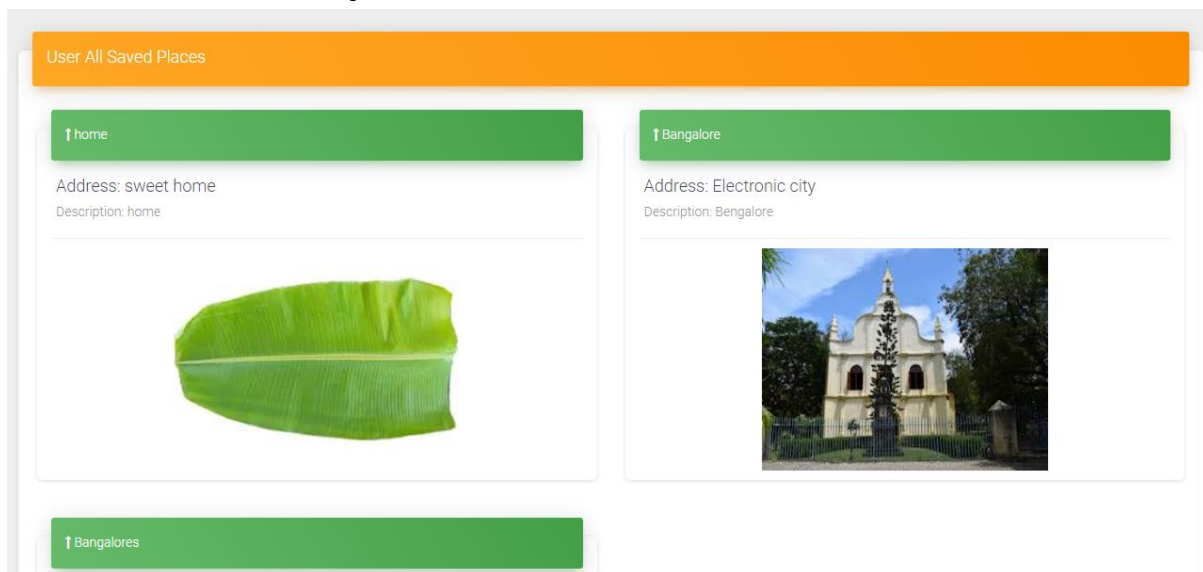 User All Saved Places
home
Address: sweet home
Description: home
Bangalore
Address: Electronic city
Description: Bengalore
Bangalores